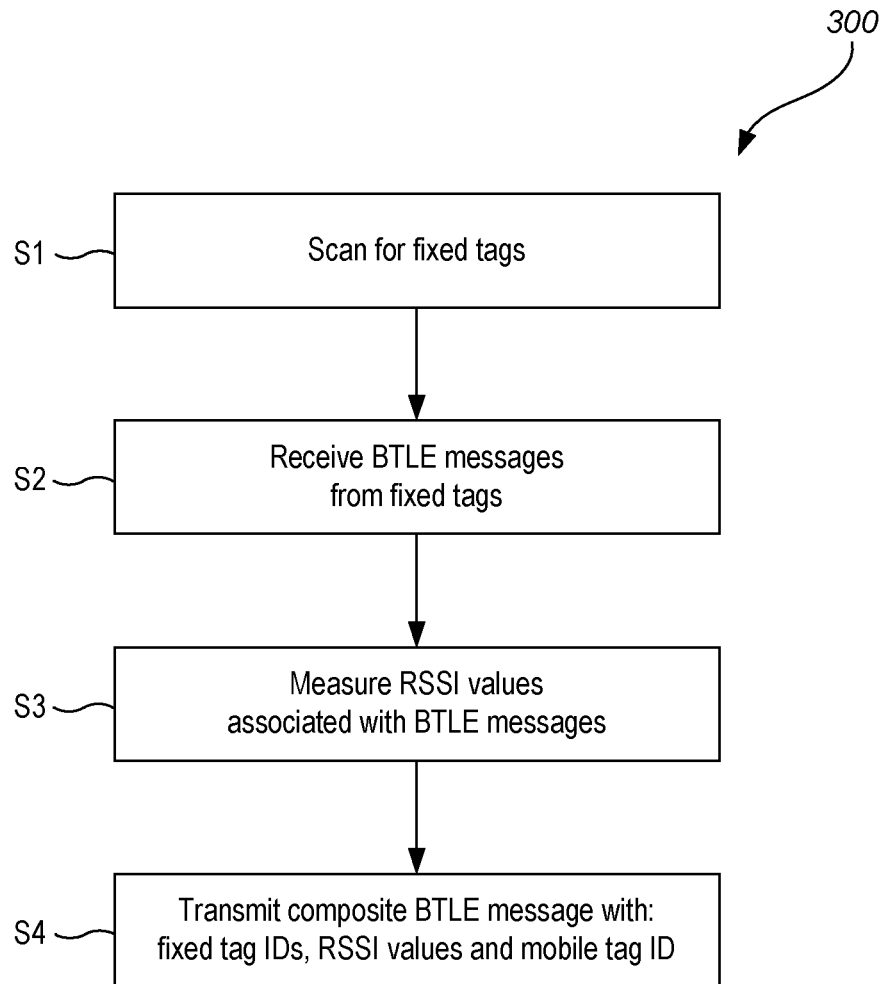 300
S1
Scan for fixed tags
S2
Receive BTLE messages
from fixed tags
S3
Measure RSSI values
associated with BTLE messages
S4
Transmit composite BTLE message with:
fixed tag IDs, RSSI values and mobile tag ID